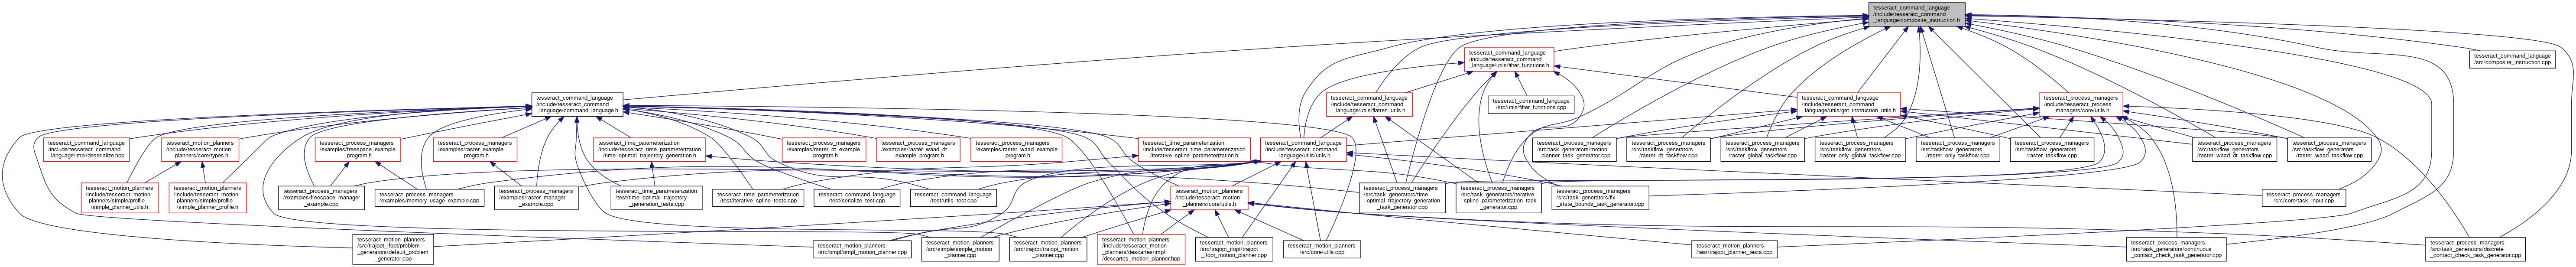 tesseract_command_language
/include/tesseract_command
_language/composite_instruction.h
tesseract_command_language
/include/tesseract_command
_language/utils/filter_functions.h
tesseract_command_language
/src/composite_instruction.cpp
tesseract_command_language
/include/tesseract_command
_language/command_language.h
tesseract_command_language
/include/tesseract_command
_language/utils/flatten_utils.h
tesseract_command_language
/src/utils/filter_functions.cpp
tesseract_command_language
/include/tesseract_command
_language/utils/get_instruction_utils.h
tesseract_process_managers
/include/tesseract_process
_managers/core/utils.h
tesseract_command_language
/include/tesseract_command
_language/impl/deserialize.hpp
tesseract_motion_planners
/include/tesseract_motion
_planners/core/types.h
tesseract_process_managers
/examples/freespace_example
_program.h
tesseract_process_managers
/examples/raster_example
_program.h
tesseract_time_parameterization
/include/tesseract_time_parameterization
/time_optimal_trajectory_generation.h
tesseract_process_managers
/examples/raster_dt_example
_program.h
tesseract_process_managers
/examples/raster_waad_dt
_example_program.h
tesseract_process_managers
/examples/raster_waad_example
_program.h
tesseract_time_parameterization
/include/tesseract_time_parameterization
/iterative_spline_parameterization.h
tesseract_command_language
/include/tesseract_command
_language/utils/utils.h
tesseract_process_managers
/src/task_generators/motion
_planner_task_generator.cpp
tesseract_process_managers
/src/taskflow_generators
/raster_dt_taskflow.cpp
tesseract_process_managers
/src/taskflow_generators
/raster_global_taskflow.cpp
tesseract_process_managers
/src/taskflow_generators
/raster_only_global_taskflow.cpp
tesseract_process_managers
/src/taskflow_generators
/raster_only_taskflow.cpp
tesseract_process_managers
/src/taskflow_generators
/raster_taskflow.cpp
tesseract_process_managers
/src/taskflow_generators
/raster_waad_dt_taskflow.cpp
tesseract_process_managers
/src/taskflow_generators
/raster_waad_taskflow.cpp
tesseract_motion_planners
/include/tesseract_motion
_planners/simple/profile
/simple_planner_utils.h
tesseract_motion_planners
/include/tesseract_motion
_planners/simple/profile
/simple_planner_profile.h
tesseract_process_managers
/examples/freespace_manager
_example.cpp
tesseract_process_managers
/examples/memory_usage_example.cpp
tesseract_process_managers
/examples/raster_manager
_example.cpp
tesseract_time_parameterization
/test/time_optimal_trajectory
_generation_tests.cpp
tesseract_time_parameterization
/test/iterative_spline_tests.cpp
tesseract_command_language
/test/serialize_test.cpp
tesseract_command_language
/test/utils_test.cpp
tesseract_motion_planners
/include/tesseract_motion
_planners/core/utils.h
tesseract_process_managers
/src/task_generators/time
_optimal_trajectory_generation
_task_generator.cpp
tesseract_process_managers
/src/task_generators/iterative
_spline_parameterization_task
_generator.cpp
tesseract_process_managers
/src/task_generators/fix
_state_bounds_task_generator.cpp
tesseract_process_managers
/src/core/task_input.cpp
tesseract_motion_planners
/src/trajopt_ifopt/problem
_generators/default_problem
_generator.cpp
tesseract_motion_planners
/src/ompl/ompl_motion_planner.cpp
tesseract_motion_planners
/src/simple/simple_motion
_planner.cpp
tesseract_motion_planners
/src/trajopt/trajopt_motion
_planner.cpp
tesseract_motion_planners
/include/tesseract_motion
_planners/descartes/impl
/descartes_motion_planner.hpp
tesseract_motion_planners
/src/trajopt_ifopt/trajopt
_ifopt_motion_planner.cpp
tesseract_motion_planners
/src/core/utils.cpp
tesseract_motion_planners
/test/trajopt_planner_tests.cpp
tesseract_process_managers
/src/task_generators/continuous
_contact_check_task_generator.cpp
tesseract_process_managers
/src/task_generators/discrete
_contact_check_task_generator.cpp